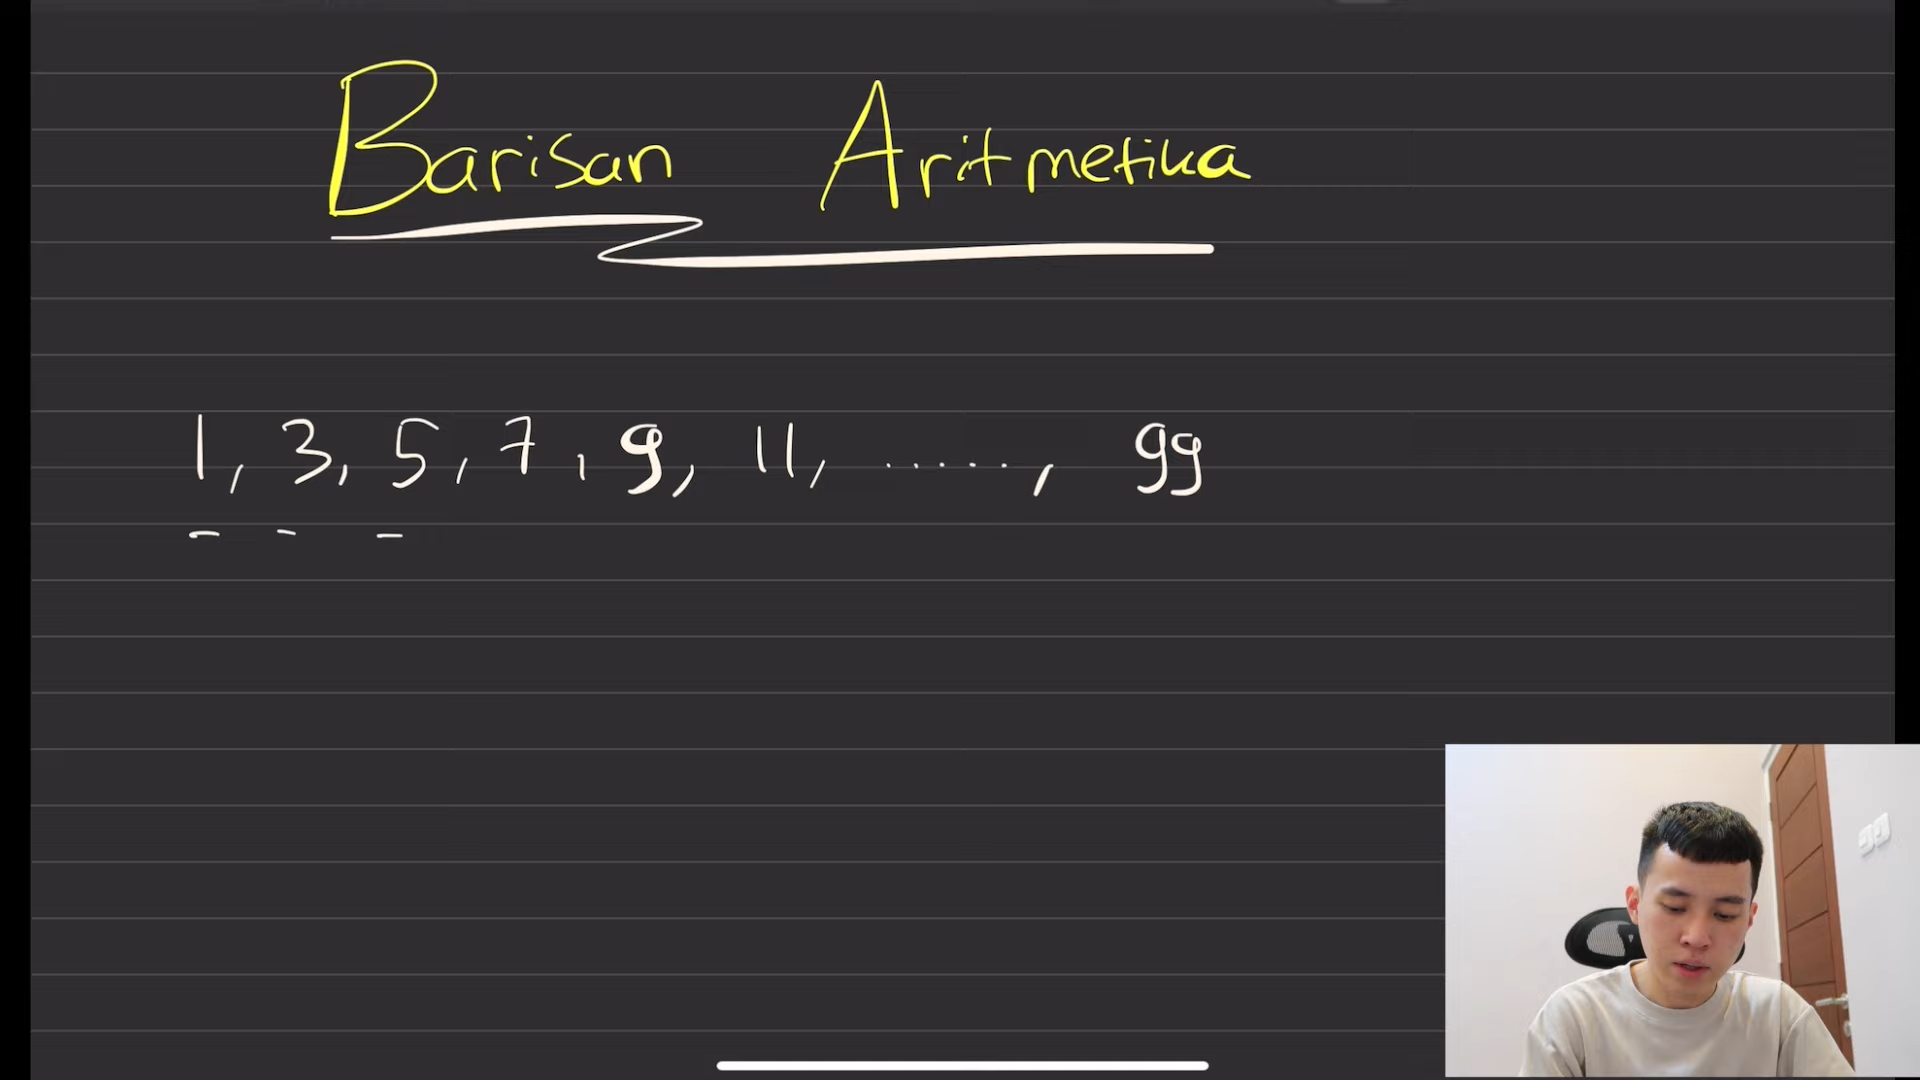 Barisan Aritmetika
1, 3, 5, 7, 9, 11, ....., 99